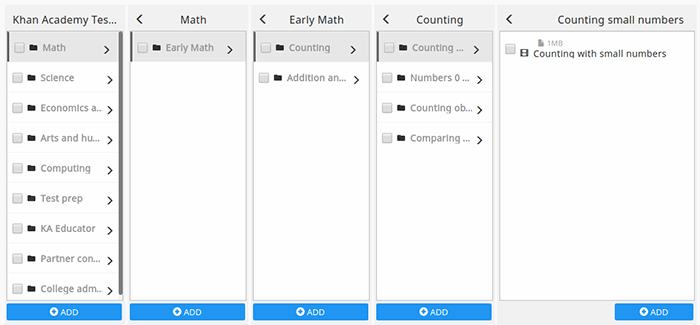 Khan Academy Tes...
Math
Science
Economics a...
Arts and hu...
Computing
Test prep
KA Educator
Partner con...
College adm...
ADD
Math
Early Math
ADD
Early Math
Counting
Addition an...
ADD
Counting
Counting ...
Numbers 0 ...
Counting ob...
Comparing ...
ADD
Counting small numbers
1MB
Counting with small numbers
ADD